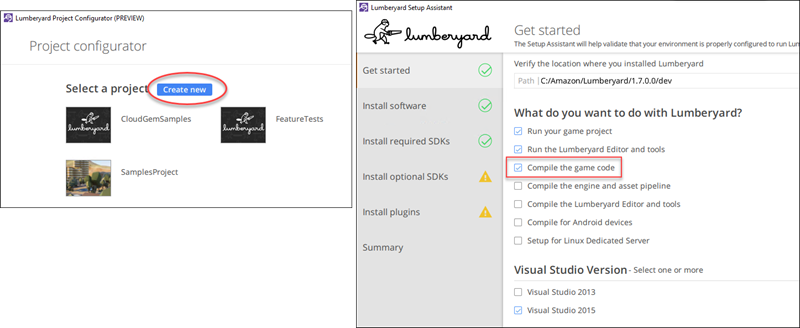 Lumberyard Project Configurator (PREVIEW)
Project configurator
Select a project
Create new
lumberyard
CloudGemSamples
lumberyard
FeatureTests
SamplesProject
Lumberyard Setup Assistant
lumberyard
Get started
Install software
Install required SDKs
Install optional SDKs
Install plugins
Summary
Get started
The Setup Assistant will help validate that your environment is properly configured to run Lum
Verify the location where you installed Lumberyard
Path C:/Amazon/Lumberyard/1.7.0.0/dev
What do you want to do with Lumberyard?
Run your game project
Run the Lumberyard Editor and tools
Compile the game code
Compile the engine and asset pipeline
Compile the Lumberyard Editor and tools
Compile for Android devices
Setup for Linux Dedicated Server
Visual Studio Version - Select one or more
Visual Studio 2013
Visual Studio 2015